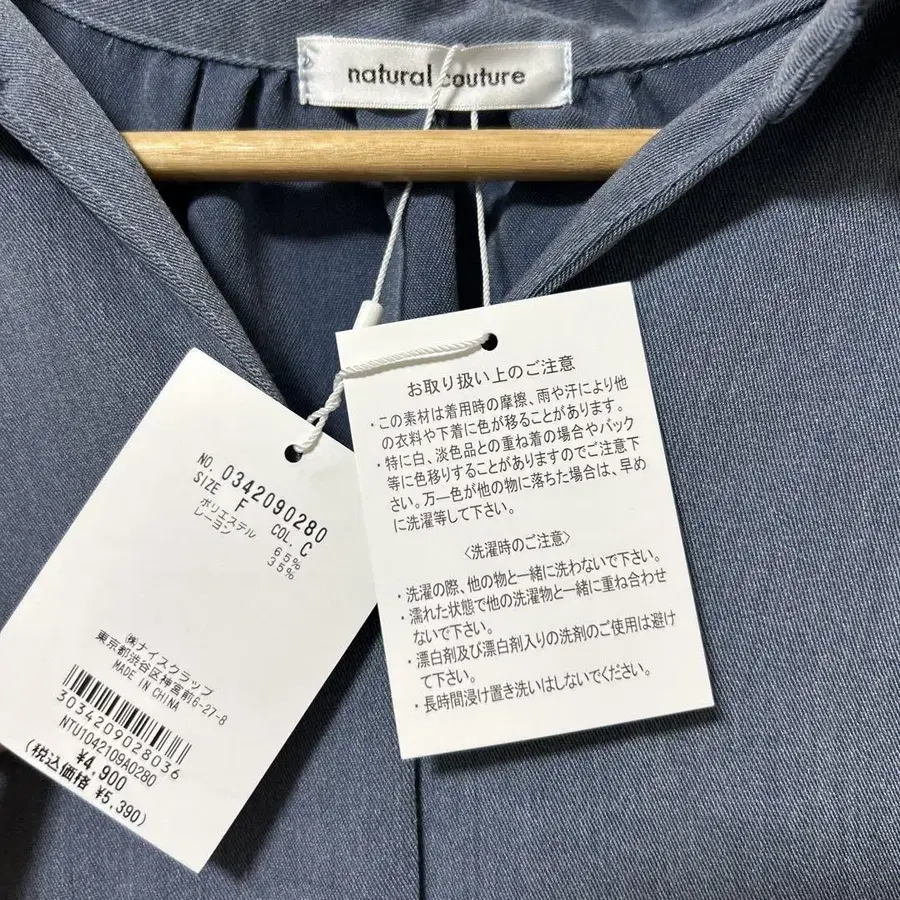 natural couture
お取り扱い上のご注意
・この素材は着用時の摩擦、雨や汗により他
の衣料や下着に色が移ることがあります。
・特に白、淡色品との重ね着の場合やバック
等に色移りすることがありますのでご注意下
さい。万一色が他の物に落ちた場合は、早め
に洗濯等して下さい。
〈洗濯時のご注意〉
・洗濯の際、他の物と一緒に洗わないで下さい。
・濡れた状態で他の洗濯物と一緒に重ね合わせ
ないで下さい。
・漂白剤及び漂白剤入りの洗剤のご使用は避け
て下さい。
・長時間浸け置き洗いはしないでください。
NO. 0342090280
SIZE F COL. C
ポリエステル 65%
レーヨン 35%
㈱ナイスクラップ
東京都渋谷区神宮前6-27-8
MADE IN CHINA
3034209028036
NTU1042109A0280
¥4,900
(税込価格 ¥5,390)